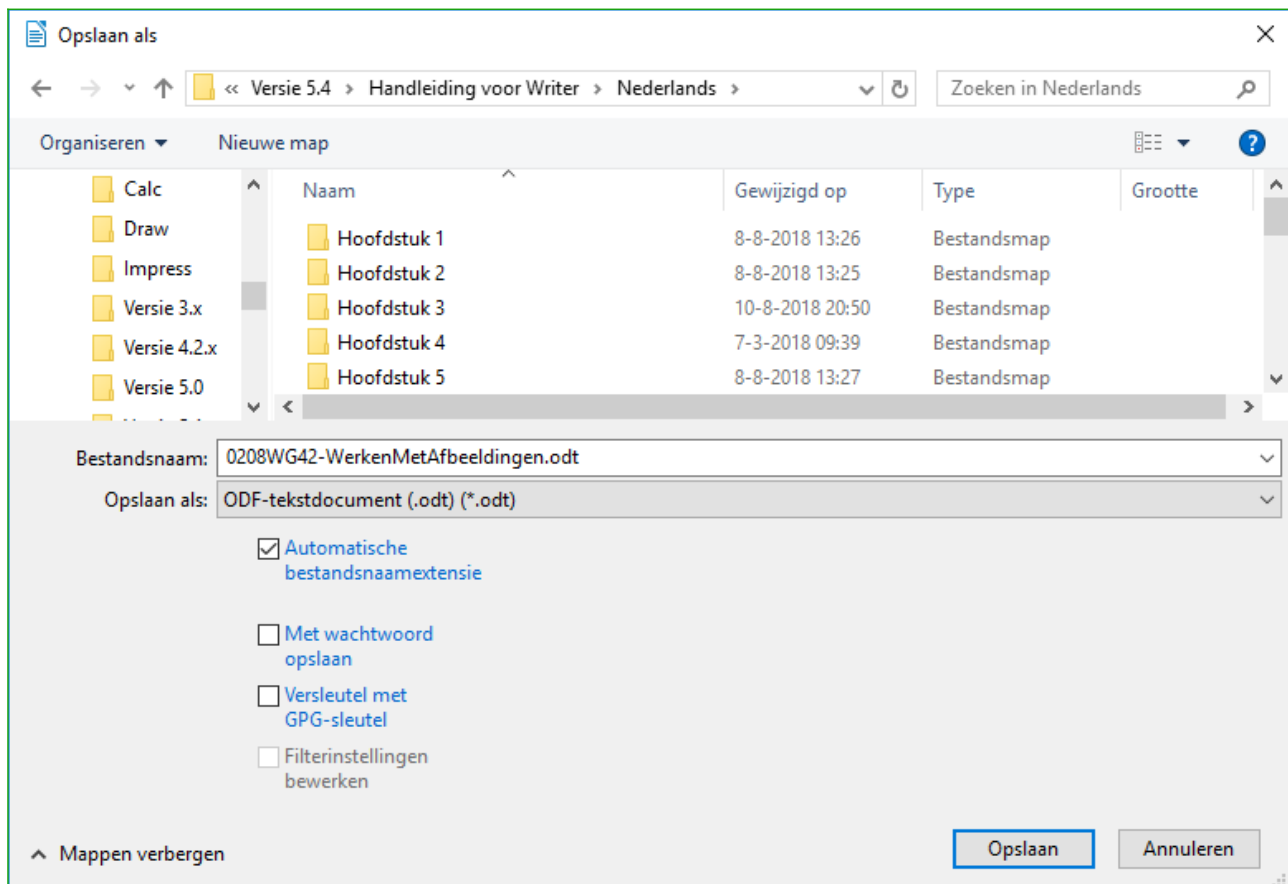 Opslaan als
« Versie 5.4 > Handleiding voor Writer > Nederlands >
Zoeken in Nederlands
Organiseren
Nieuwe map
?
Calc
Draw
Impress
Versie 3.x
Versie 4.2.x
Versie 5.0
Naam Gewijzigd op Type Grootte
Hoofdstuk 1 8-8-2018 13:26 Bestandsmap
Hoofdstuk 2 8-8-2018 13:25 Bestandsmap
Hoofdstuk 3 10-8-2018 20:50 Bestandsmap
Hoofdstuk 4 7-3-2018 09:39 Bestandsmap
Hoofdstuk 5 8-8-2018 13:27 Bestandsmap
Bestandsnaam: 0208WG42-WerkenMetAfbeeldingen.odt
Opslaan als: ODF-tekstdocument (.odt) (*.odt)
Automatische
bestandsnaamextensie
Met wachtwoord
opslaan
Versleutel met
GPG-sleutel
Filterinstellingen
bewerken
Mappen verbergen
Opslaan
Annuleren